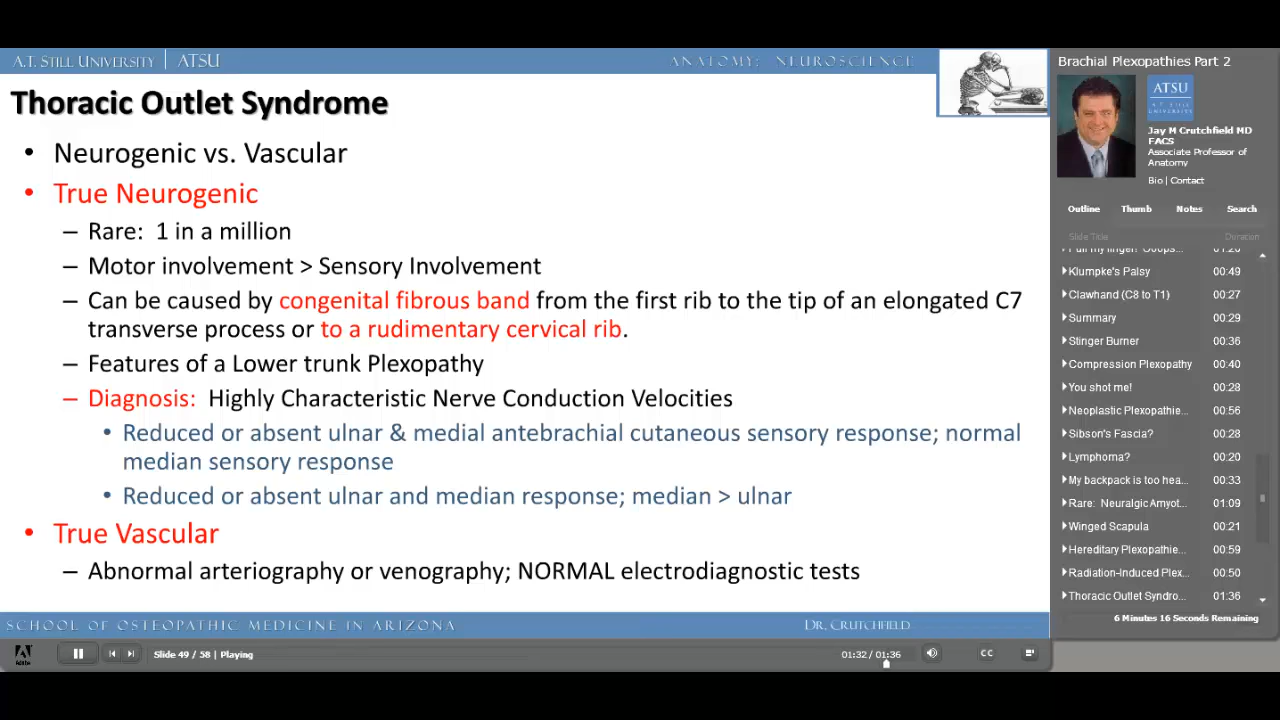 A.T. STILL UNIVERSITY | ATSU
ANATOMY: NEUROSCIENCE
Thoracic Outlet Syndrome
• Neurogenic vs. Vascular
• True Neurogenic
– Rare: 1 in a million
– Motor involvement > Sensory Involvement
– Can be caused by congenital fibrous band from the first rib to the tip of an elongated C7
transverse process or to a rudimentary cervical rib.
– Features of a Lower trunk Plexopathy
– Diagnosis: Highly Characteristic Nerve Conduction Velocities
• Reduced or absent ulnar & medial antebrachial cutaneous sensory response; normal
median sensory response
• Reduced or absent ulnar and median response; median > ulnar
• True Vascular
– Abnormal arteriography or venography; NORMAL electrodiagnostic tests
SCHOOL OF OSTEOPATHIC MEDICINE IN ARIZONA
DR. CRUTCHFIELD
Adobe
Slide 49 / 58 | Playing
01:32 / 01:36
CC
Brachial Plexopathies Part 2
ATSU
A.T. STILL
UNIVERSITY
Jay M Crutchfield MD
FACS
Associate Professor of
Anatomy
Bio | Contact
Outline Thumb Notes Search
Slide Title Duration
01:20
Klumpke's Palsy 00:49
Clawhand (C8 to T1) 00:27
Summary 00:29
Stinger Burner 00:36
Compression Plexopathy 00:40
You shot me! 00:28
Neoplastic Plexopathie... 00:56
Sibson's Fascia? 00:28
Lymphoma? 00:20
My backpack is too hea... 00:33
Rare: Neuralgic Amyot... 01:09
Winged Scapula 00:21
Hereditary Plexopathie... 00:59
Radiation-Induced Plex... 00:50
Thoracic Outlet Syndro... 01:36
6 Minutes 16 Seconds Remaining